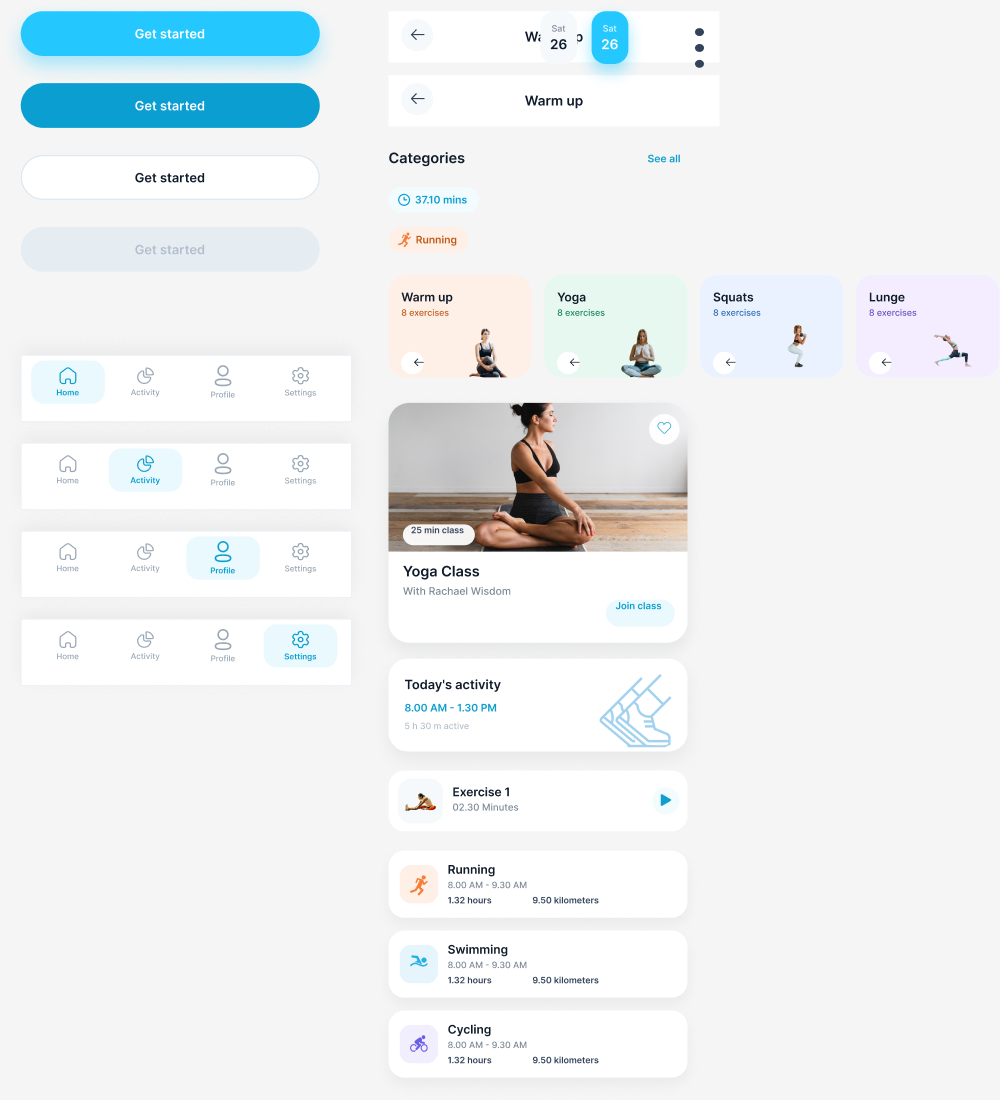 Get started
Get started
Get started
Get started
Home
Activity
Profile
Settings
Home
Activity
Profile
Settings
Home
Activity
Profile
Settings
Home
Activity
Profile
Settings
Sat
26
Sat
26
Warm up
Categories
See all
37.10 mins
Running
Warm up
8 exercises
Yoga
8 exercises
Squats
8 exercises
Lunge
8 exercises
25 min class
Yoga Class
With Rachael Wisdom
Join class
Today's activity
8.00 AM - 1.30 PM
5 h 30 m active
Exercise 1
02.30 Minutes
Running
8.00 AM - 9.30 AM
1.32 hours
9.50 kilometers
Swimming
8.00 AM - 9.30 AM
1.32 hours
9.50 kilometers
Cycling
8.00 AM - 9.30 AM
1.32 hours
9.50 kilometers